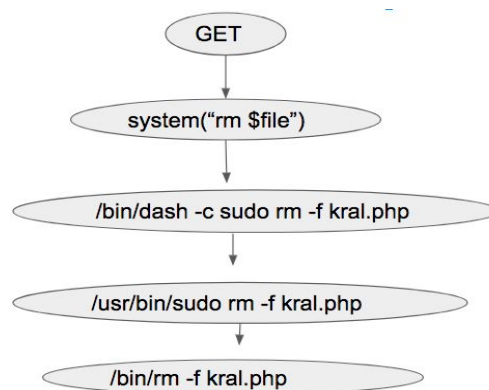 GET
system(“rm $file”)
/bin/dash -c sudo rm -f kral.php
/usr/bin/sudo rm -f kral.php
/bin/rm -f kral.php